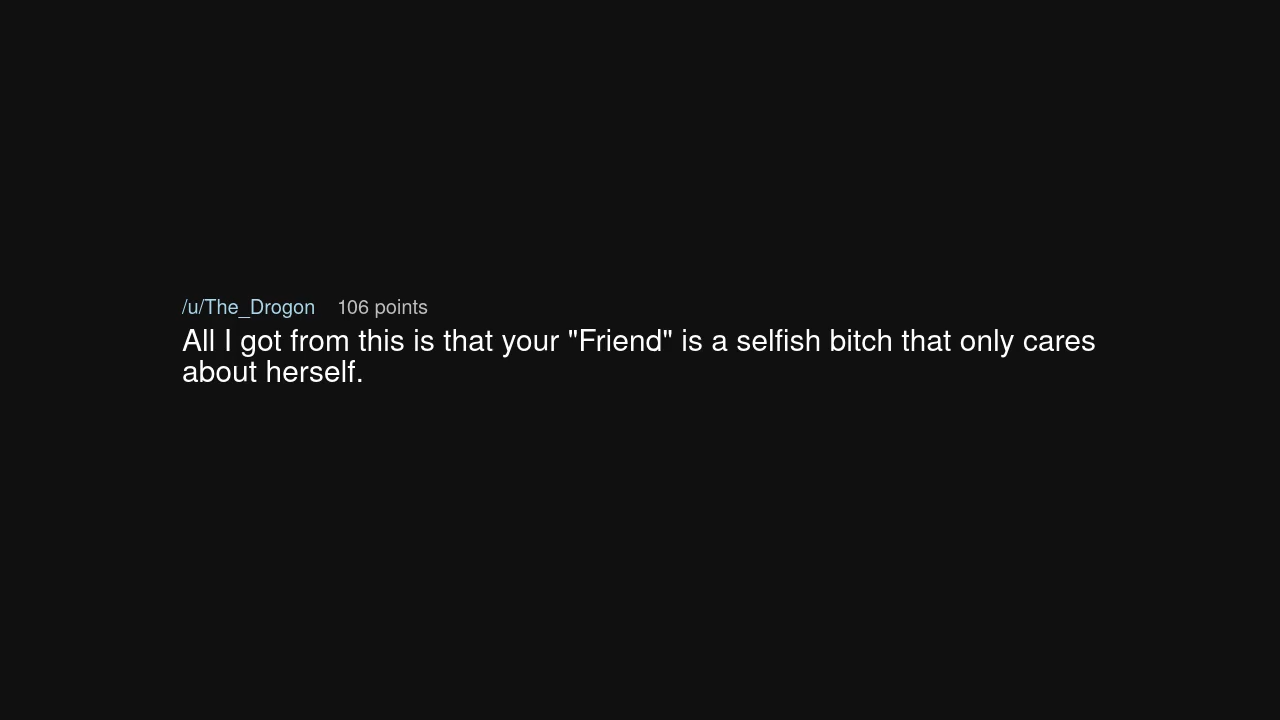 /u/The_Drogon 106 points
All I got from this is that your "Friend" is a selfish bitch that only cares
about herself.